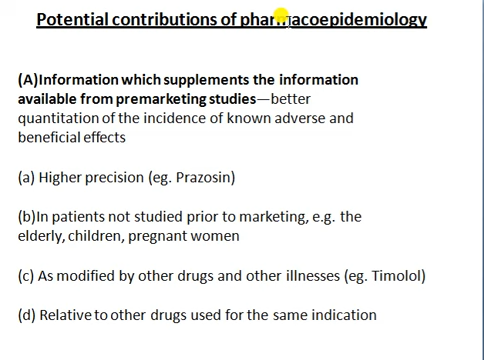 Potential contributions of pharmacoepidemiology
(A)Information which supplements the information
available from premarketing studies—better
quantitation of the incidence of known adverse and
beneficial effects
(a) Higher precision (eg. Prazosin)
(b)In patients not studied prior to marketing, e.g. the
elderly, children, pregnant women
(c) As modified by other drugs and other illnesses (eg. Timolol)
(d) Relative to other drugs used for the same indication